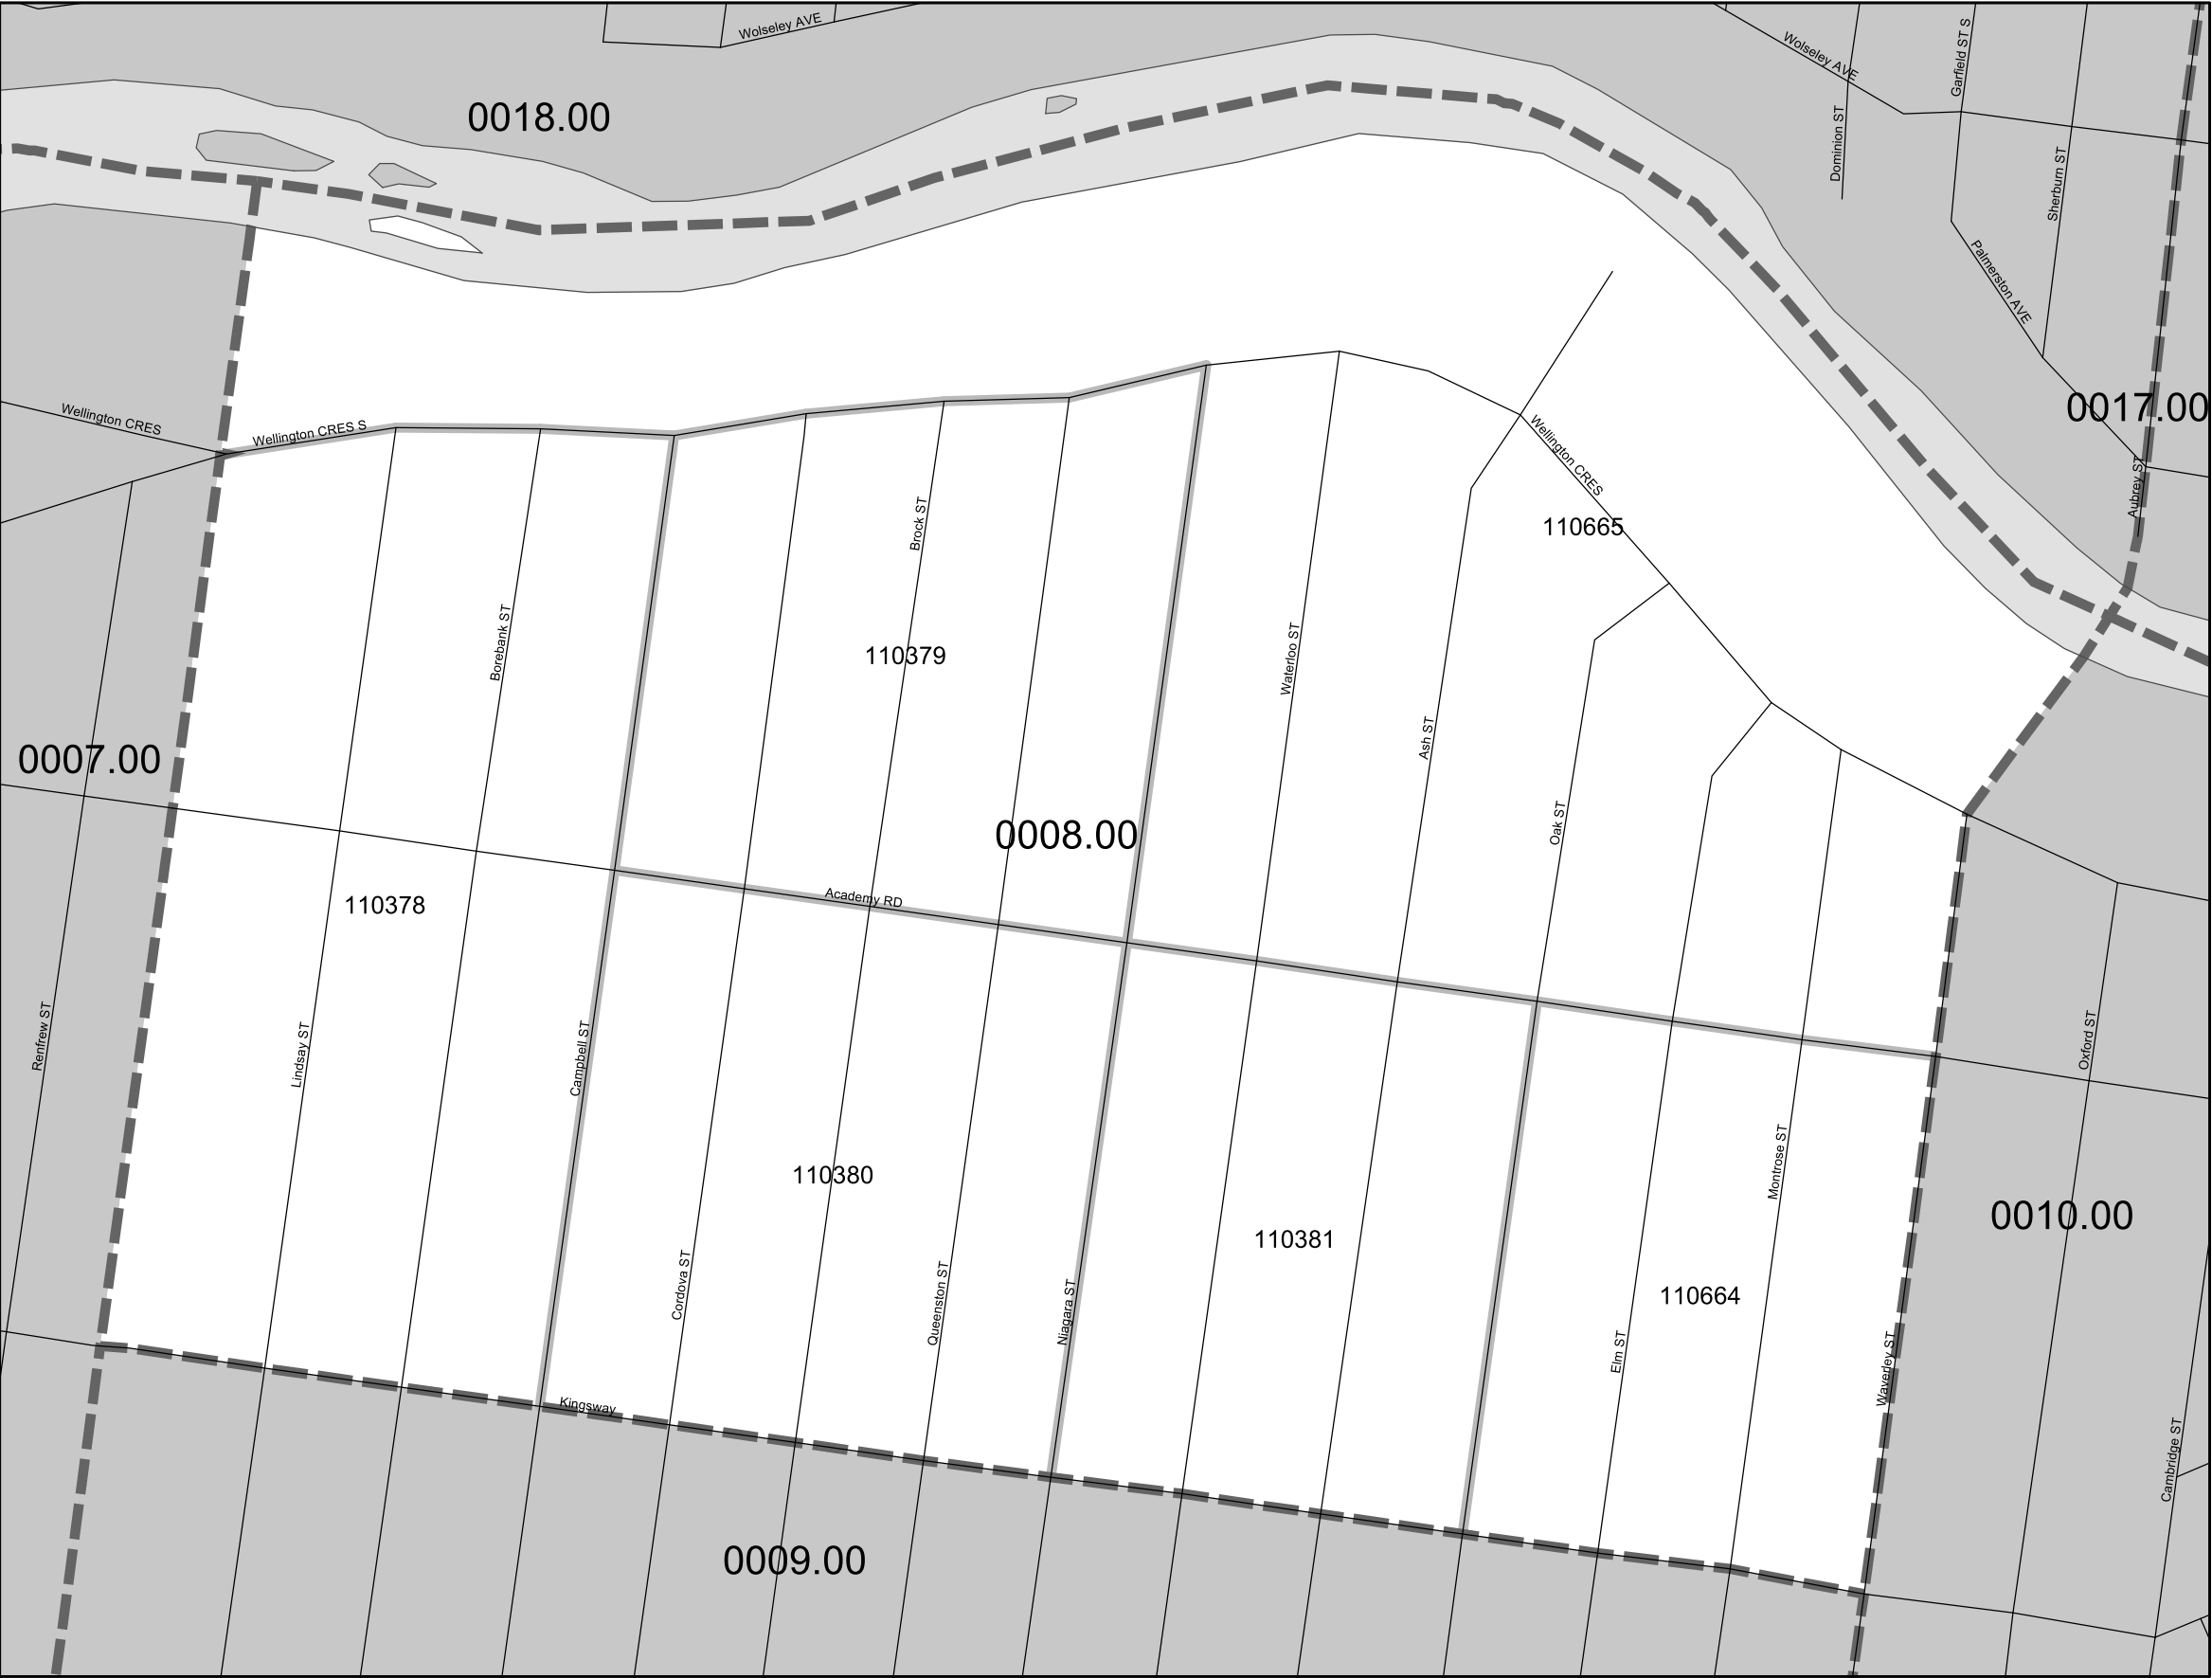 Wolseley AVE
Wolseley AVE
Garfield ST S
0018.00
Dominion ST
Sherburn ST
Palmerston AVE
0017.00
Wellington CRES
Wellington CRES S
Wellington CRES
Aubrey ST
Brock ST
110665
Borebank ST
110379
Waterloo ST
Ash ST
0007.00
0008.00
Oak ST
Academy RD
110378
Renfrew ST
Lindsay ST
Campbell ST
Oxford ST
110380
Montrose ST
0010.00
110381
Cordova ST
Queenston ST
Niagara ST
110664
Elm ST
Waverley ST
Kingsway
Cambridge ST
0009.00